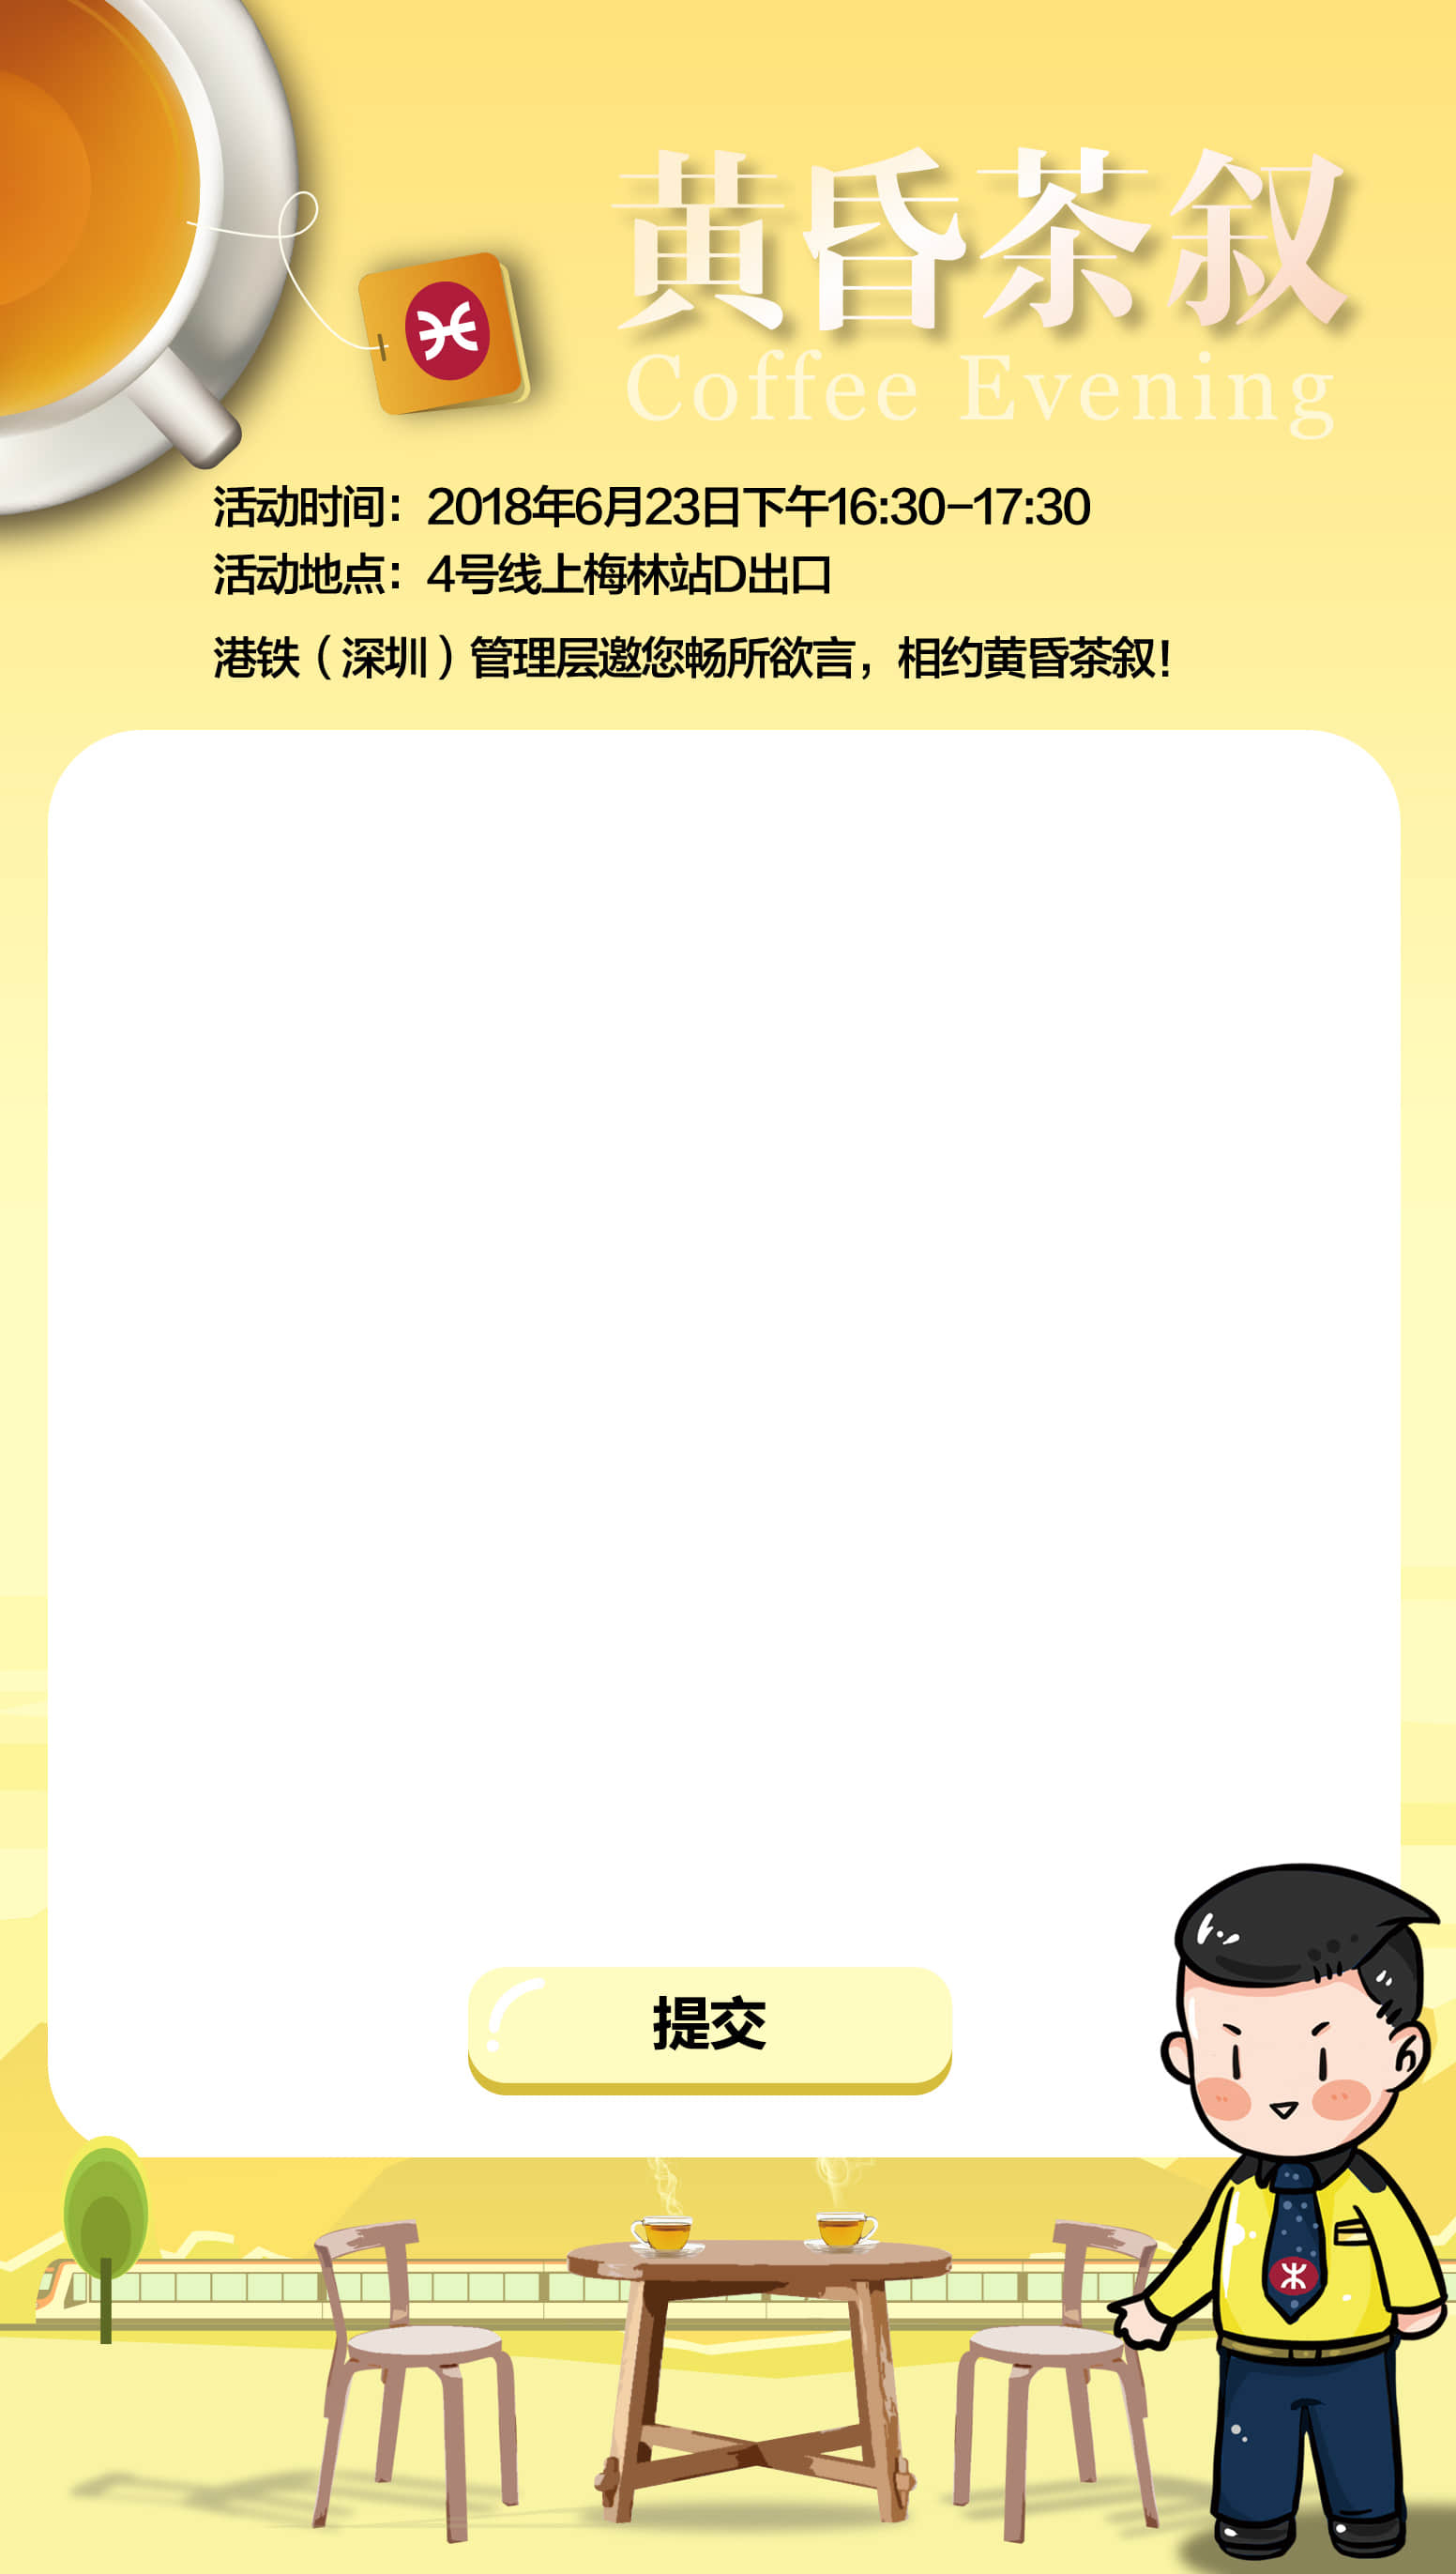 黄昏茶叙
Coffee Evening
活动时间：2018年6月23日下午16:30-17:30
活动地点：4号线上梅林站D出口
港铁（深圳）管理层邀您畅所欲言，相约黄昏茶叙！
提交